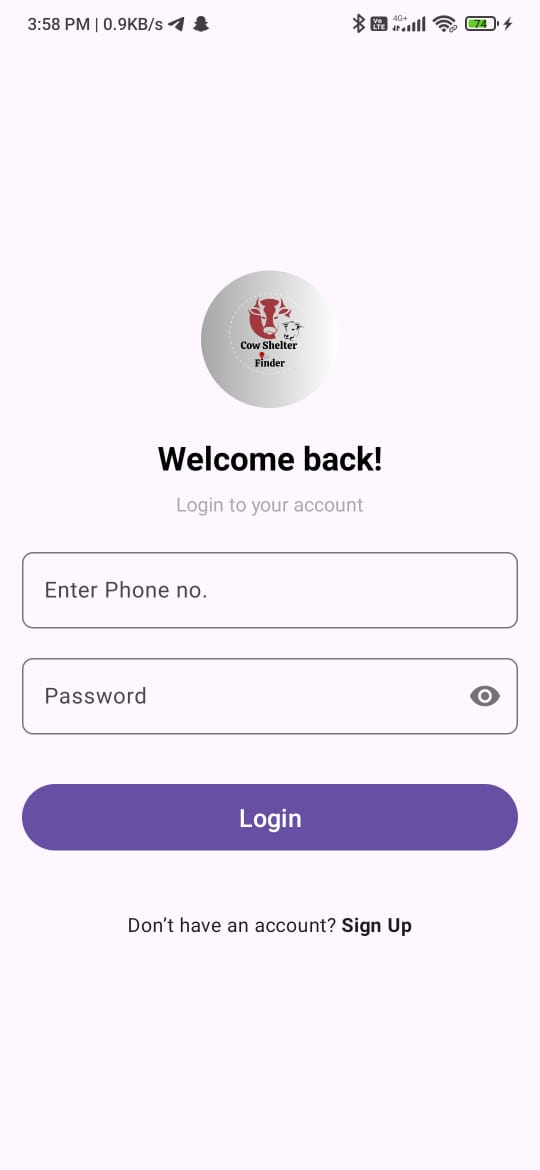 3:58 PM | 0.9KB/s
Vo LTE 4G+ 74
Cow Shelter
Finder
Welcome back!
Login to your account
Enter Phone no.
Password
Login
Don't have an account? Sign Up